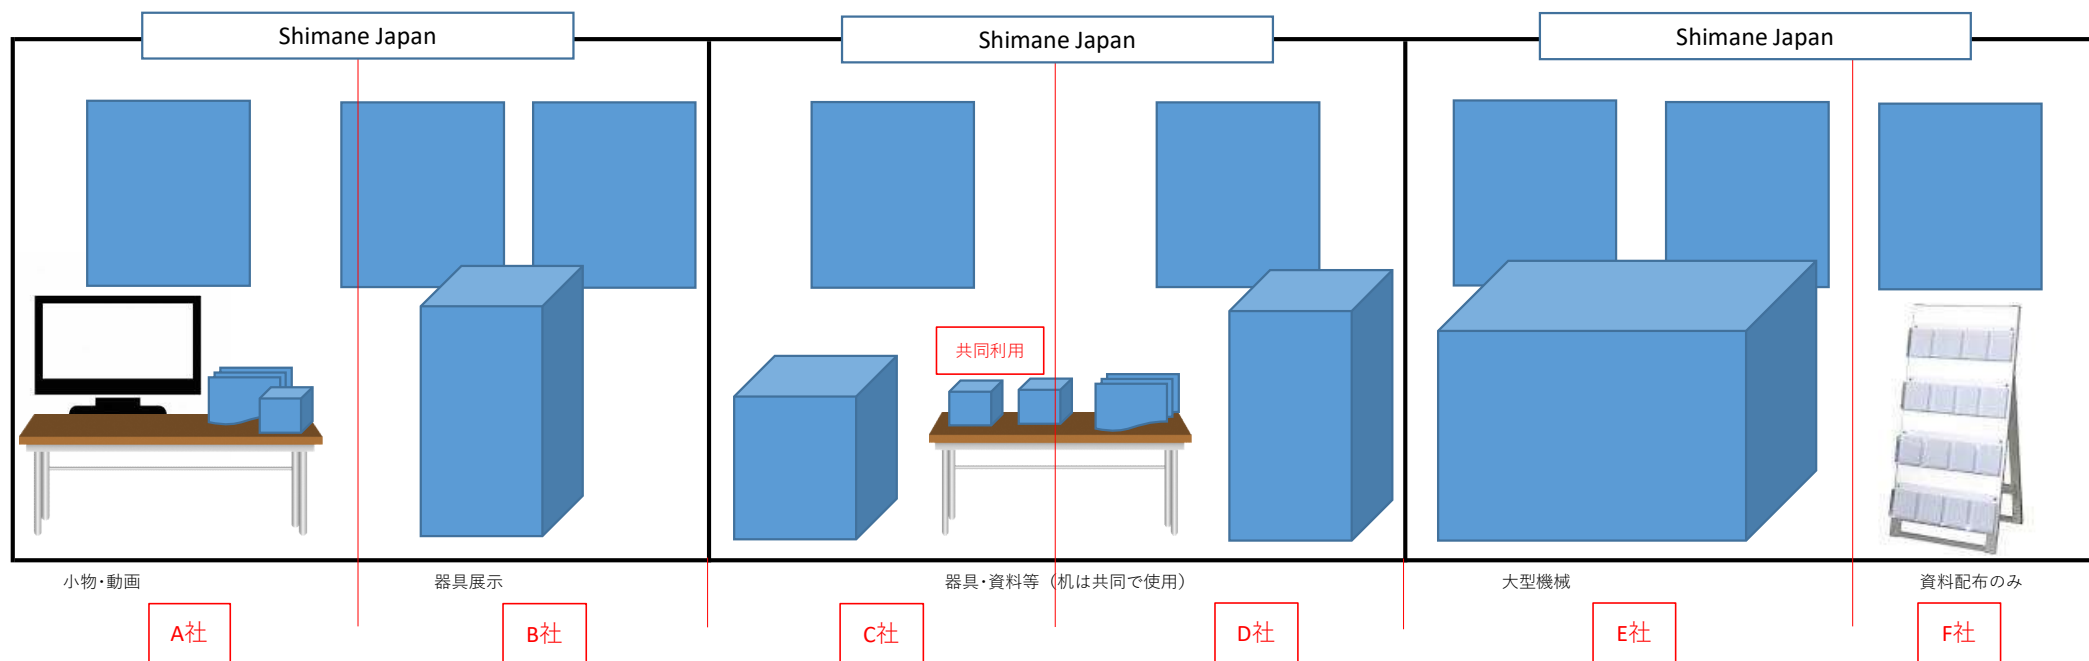 Shimane Japan
Shimane Japan
Shimane Japan
共同利用
小物・動画
器具展示
器具・資料等（机は共同で使用）
大型機械
資料配布のみ
A社
B社
C社
D社
E社
F社